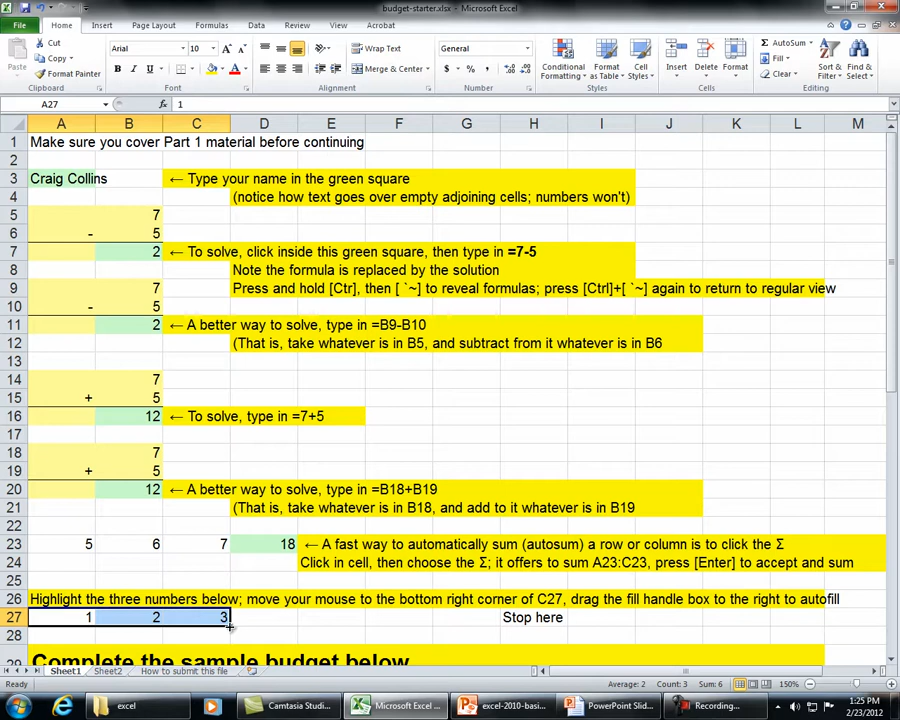 budget-starter.xlsx - Microsoft Excel
File Home Insert Page Layout Formulas Data Review View Acrobat
Paste Cut Copy Format Painter Clipboard
Arial 10 Font
Wrap Text Merge & Center Alignment
General Number
Conditional Formatting Format as Table Cell Styles Styles
Insert Delete Format Cells
AutoSum Fill Clear Sort & Filter Find & Select Editing
A27 fx 1
A B C D E F G H I J K L M
1 Make sure you cover Part 1 material before continuing
2
3 Craig Collins ← Type your name in the green square
4 (notice how text goes over empty adjoining cells; numbers won't)
5 7
6 - 5
7 2 ← To solve, click inside this green square, then type in =7-5
8 Note the formula is replaced by the solution
9 7 Press and hold [Ctr], then [ `~] to reveal formulas; press [Ctrl]+[ `~] again to return to regular view
10 - 5
11 2 ← A better way to solve, type in =B9-B10
12 (That is, take whatever is in B5, and subtract from it whatever is in B6
13
14 7
15 + 5
16 12 ← To solve, type in =7+5
17
18 7
19 + 5
20 12 ← A better way to solve, type in =B18+B19
21 (That is, take whatever is in B18, and add to it whatever is in B19
22
23 5 6 7 18 ← A fast way to automatically sum (autosum) a row or column is to click the Σ
24 Click in cell, then choose the Σ; it offers to sum A23:C23, press [Enter] to accept and sum
25
26 Highlight the three numbers below; move your mouse to the bottom right corner of C27, drag the fill handle box to the right to autofill
27 1 2 3 Stop here
28
29 Complete the sample budget below
Sheet1 Sheet2 How to submit this file
Ready Average: 2 Count: 3 Sum: 6 150%
excel Camtasia Studi... Microsoft Excel ... excel-2010-basi... PowerPoint Slid... Recording...
1:25 PM
2/23/2012